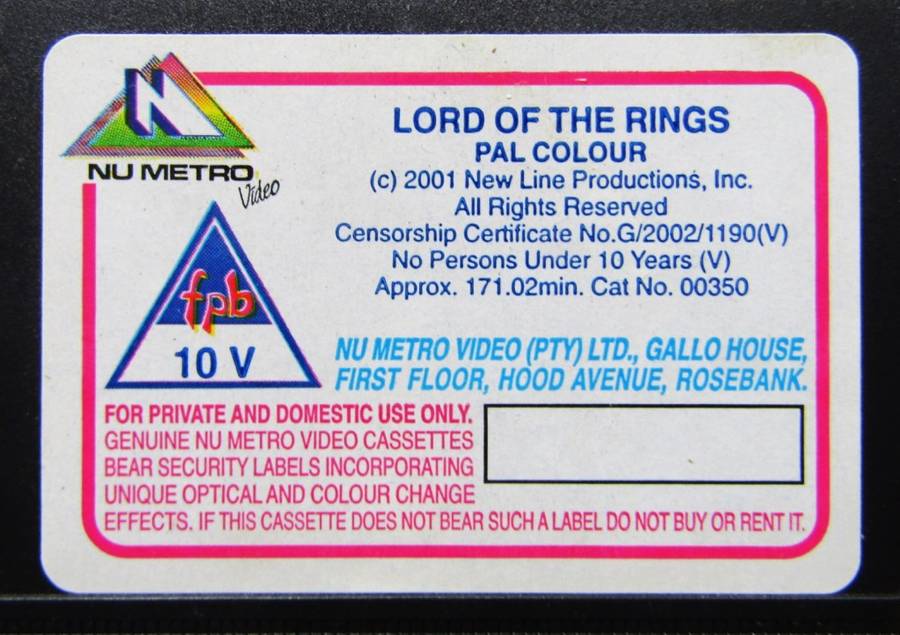 N
NU METRO
Video
LORD OF THE RINGS
PAL COLOUR
(c) 2001 New Line Productions, Inc.
All Rights Reserved
Censorship Certificate No.G/2002/1190(V)
No Persons Under 10 Years (V)
Approx. 171.02min. Cat No. 00350
fpb
10 V
NU METRO VIDEO (PTY) LTD., GALLO HOUSE,
FIRST FLOOR, HOOD AVENUE, ROSEBANK.
FOR PRIVATE AND DOMESTIC USE ONLY.
GENUINE NU METRO VIDEO CASSETTES
BEAR SECURITY LABELS INCORPORATING
UNIQUE OPTICAL AND COLOUR CHANGE
EFFECTS. IF THIS CASSETTE DOES NOT BEAR SUCH A LABEL DO NOT BUY OR RENT IT.